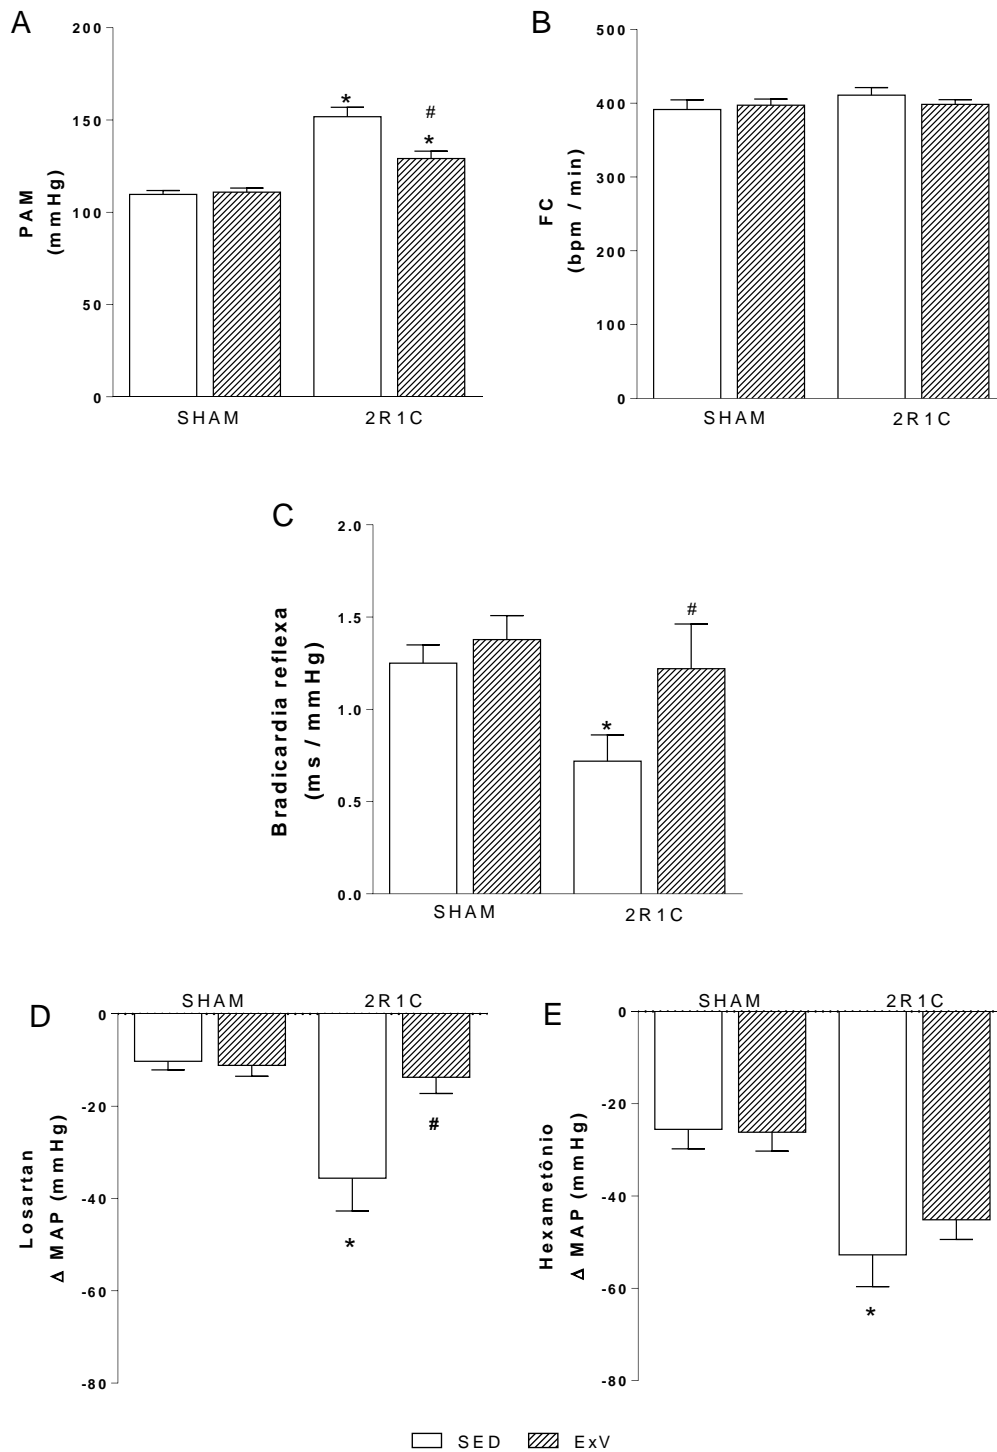 A
B
PAM
(mmHg)
200
150
100
50
0
*
#
*
SHAM
2R1C
FC
(bpm / min)
500
400
300
200
100
0
SHAM
2R1C
C
Bradicardia reflexa
(ms / mmHg)
2.0
1.5
1.0
0.5
0.0
*
#
SHAM
2R1C
D
Losartan
Δ MAP (mmHg)
SHAM
2R1C
0
-20
-40
-60
-80
*
#
E
Hexametônio
Δ MAP (mmHg)
SHAM
2R1C
0
-20
-40
-60
-80
*
SED
ExV